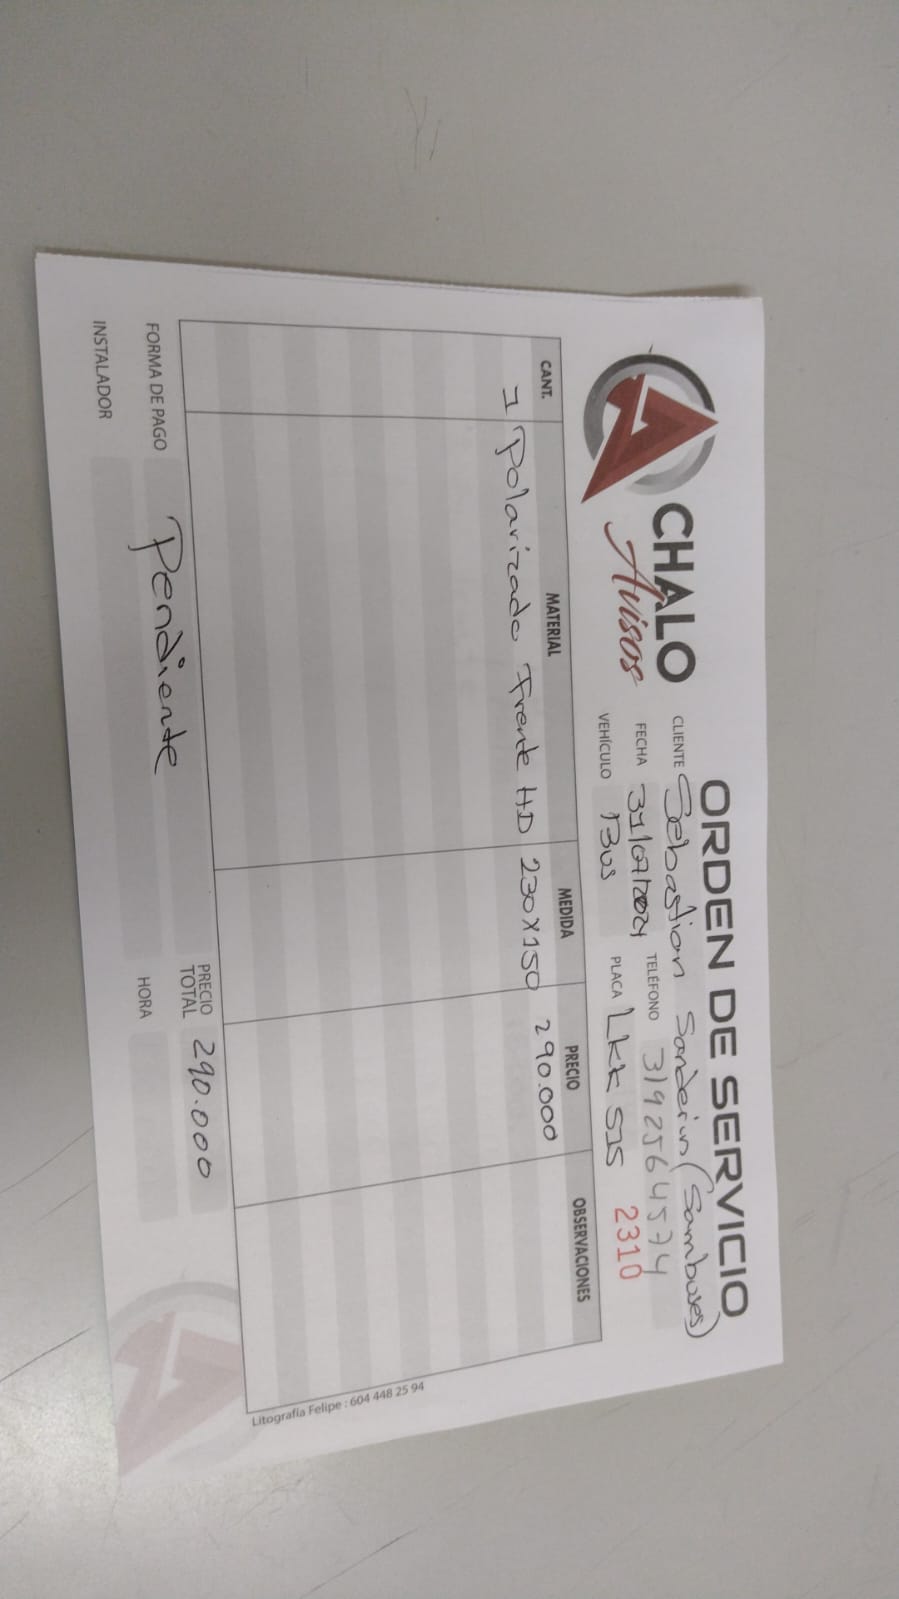 CHALO
Avisos
ORDEN DE SERVICIO
CLIENTE Sebastian Sanderin (Sambuses)
FECHA 31/07/2024 TELÉFONO 3192564574
VEHÍCULO Bus PLACA LKK 515 2310
CANT. MATERIAL MEDIDA PRECIO OBSERVACIONES
1 Polarizado Frente HD 230X150 290.000
FORMA DE PAGO Pendiente PRECIO TOTAL 290.000
INSTALADOR HORA
Litografía Felipe : 604 448 25 94